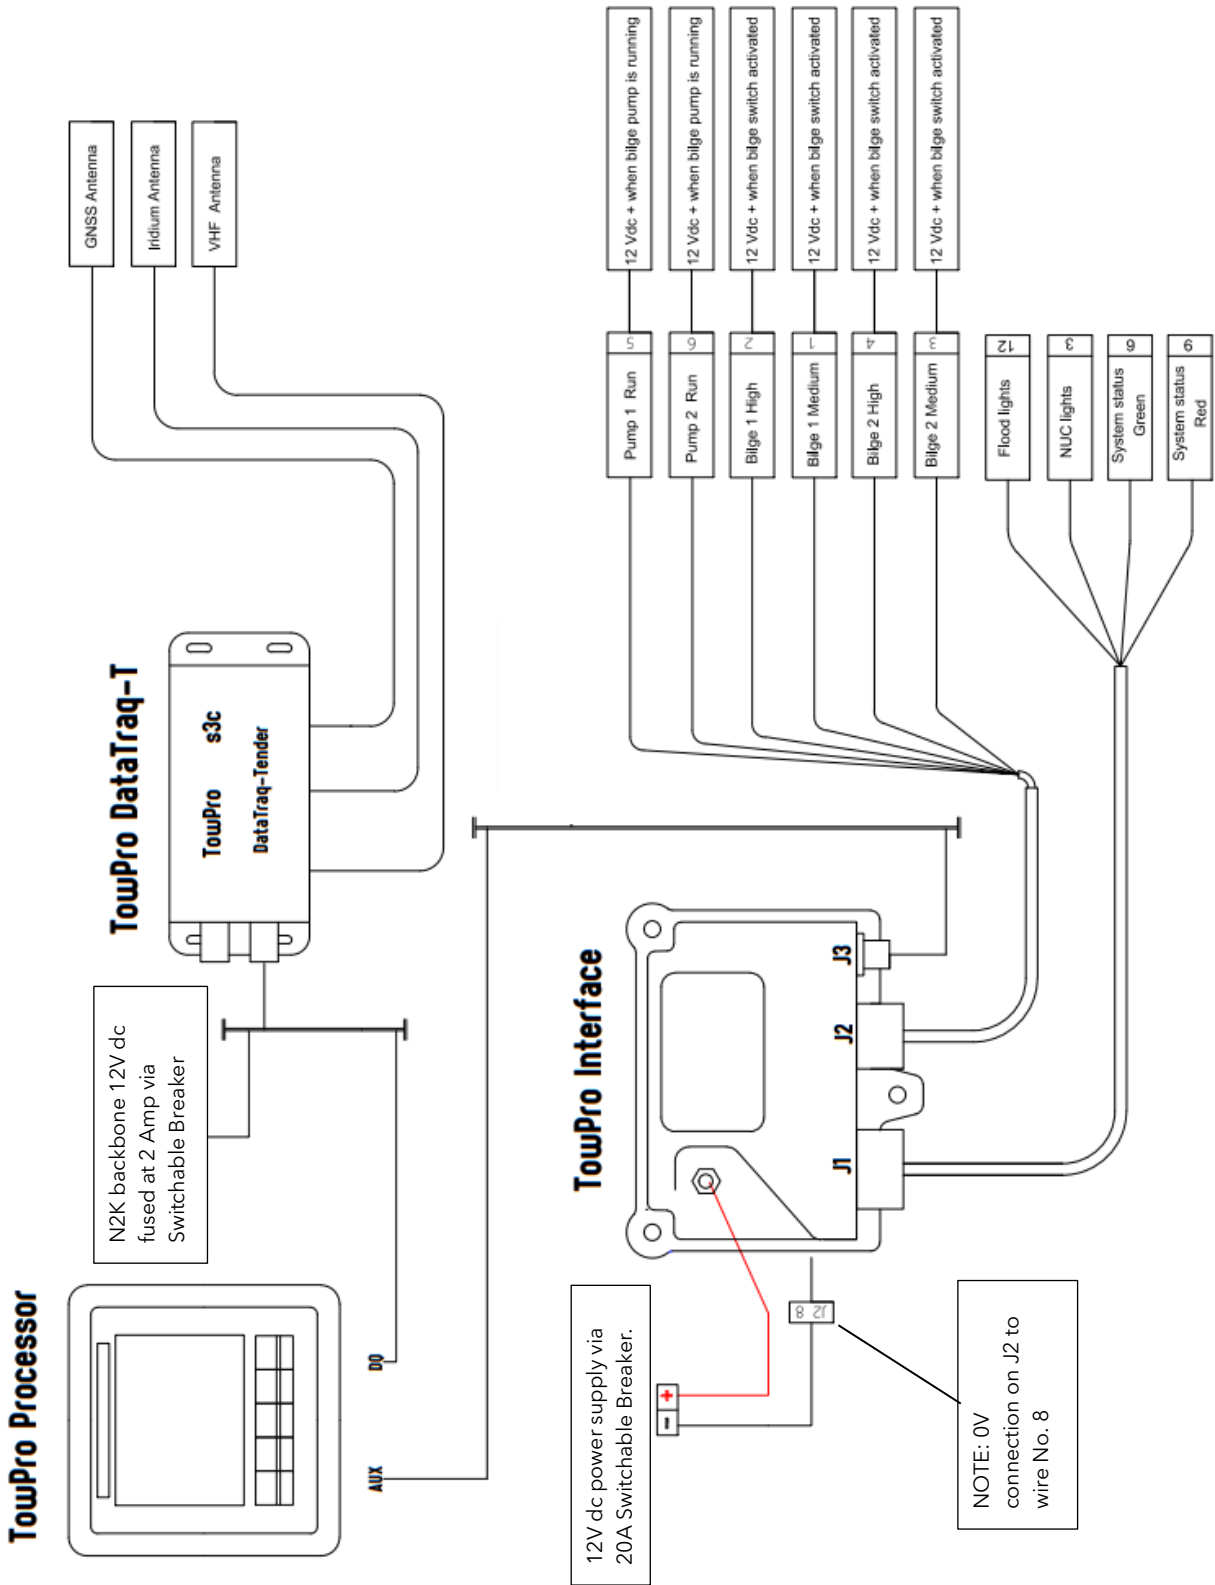 TowPro Processor
AUX
DQ
N2K backbone 12V dc
fused at 2 Amp via
Switchable Breaker
TowPro DataTraq-T
TowPro s3c
DataTraq-Tender
GNSS Antenna
Iridium Antenna
VHF Antenna
12V dc power supply via
20A Switchable Breaker.
- +
J2 8
NOTE: 0V
connection on J2 to
wire No. 8
TowPro Interface
J1
J2
J3
Pump 1 Run 5 12 Vdc + when bilge pump is running
Pump 2 Run 6 12 Vdc + when bilge pump is running
Bilge 1 High 2 12 Vdc + when bilge switch activated
Bilge 1 Medium 1 12 Vdc + when bilge switch activated
Bilge 2 High 4 12 Vdc + when bilge switch activated
Bilge 2 Medium 3 12 Vdc + when bilge switch activated
Flood lights 12
NUC lights 3
System status
Green 6
System status
Red 9